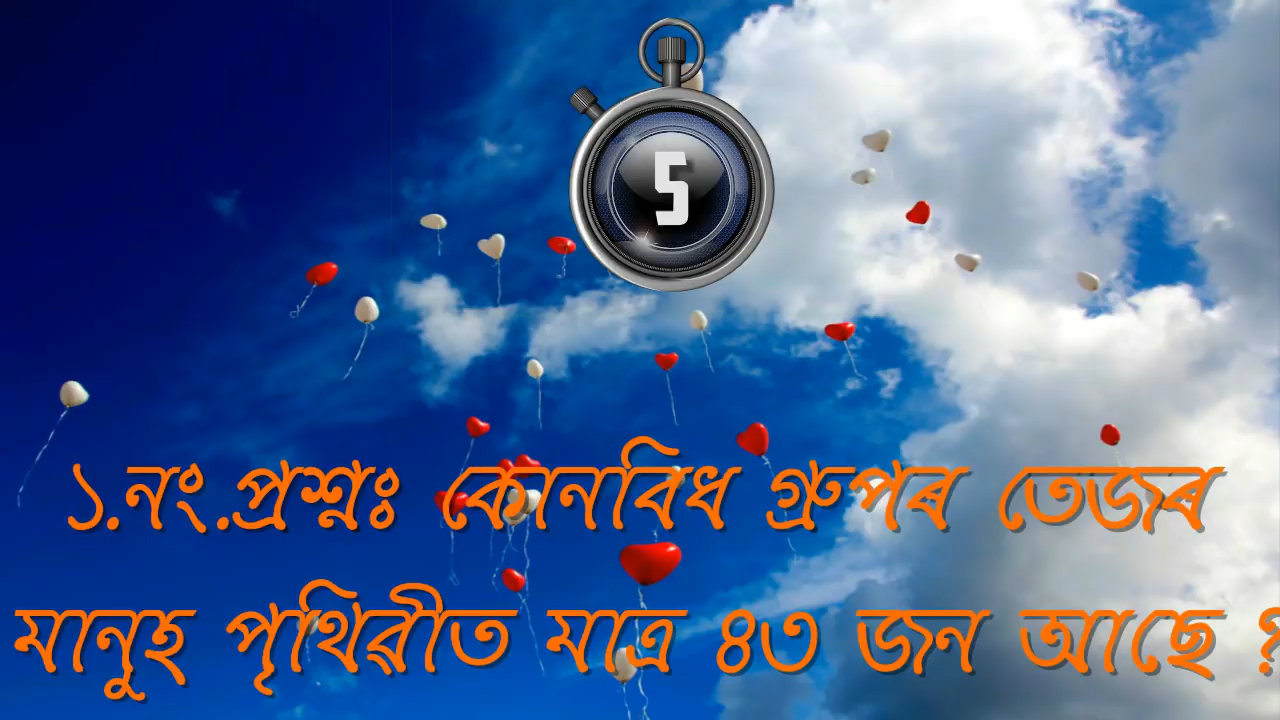 5
১.নং.প্ৰশ্নঃ কোনবিধ গ্ৰুপৰ তেজৰ
মানুহ পৃথিৱীত মাত্ৰ ৪৩ জন আছে ?